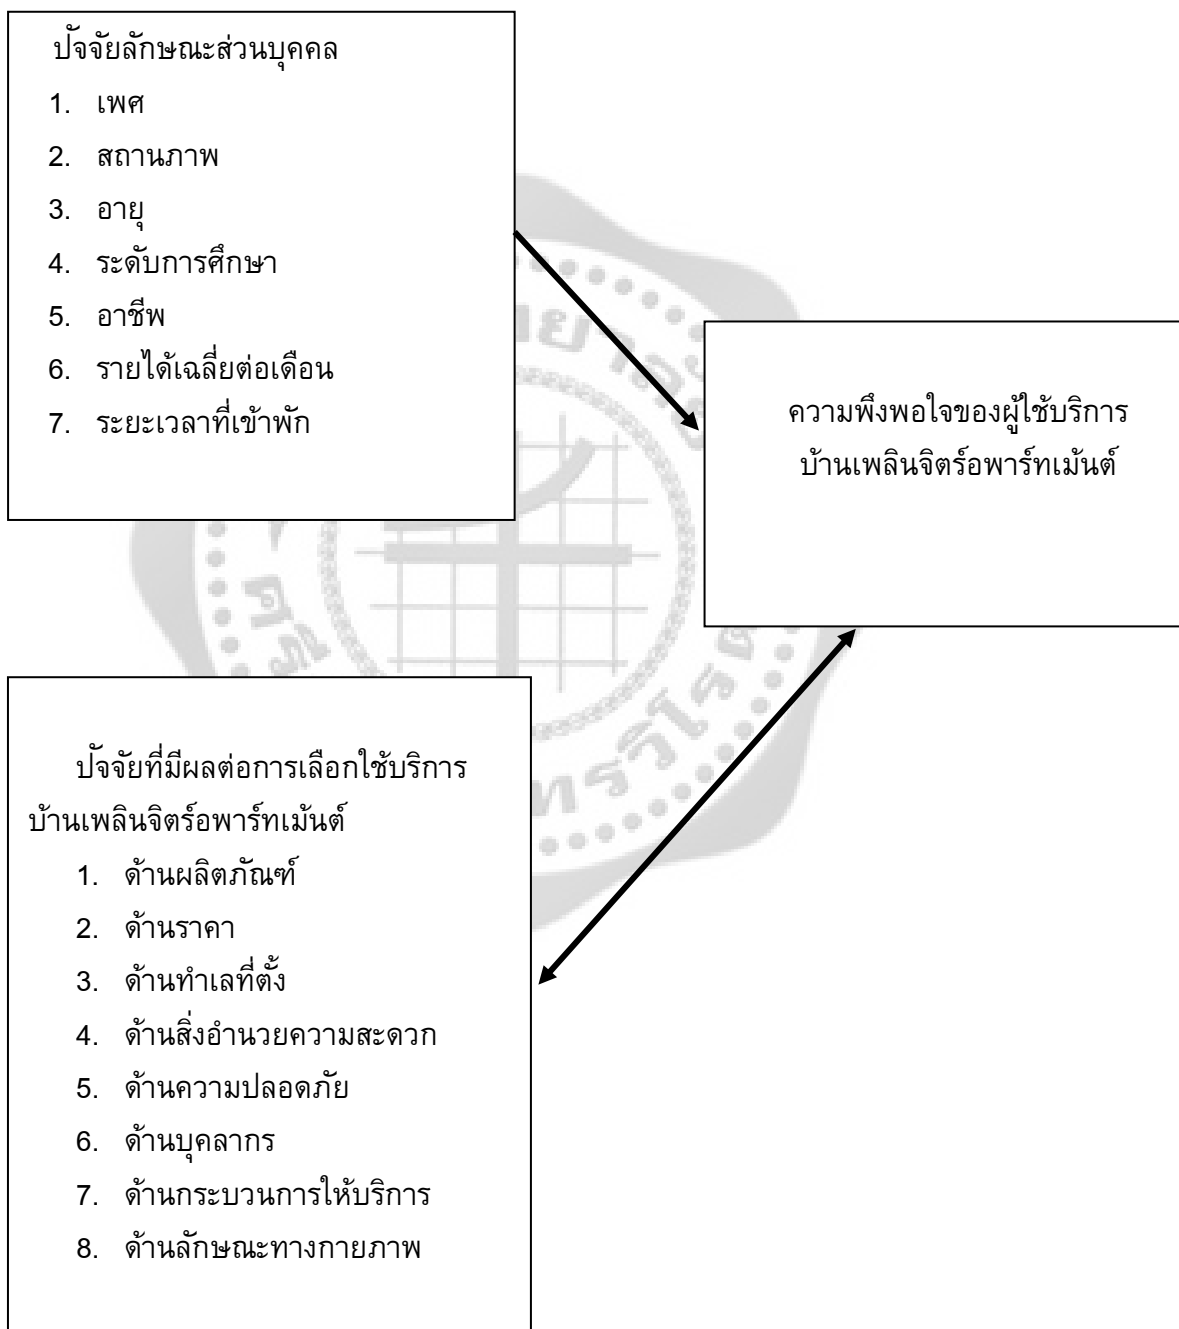 ปัจจัยลักษณะส่วนบุคคล
1. เพศ
2. สถานภาพ
3. อายุ
4. ระดับการศึกษา
5. อาชีพ
6. รายได้เฉลี่ยต่อเดือน
7. ระยะเวลาที่เข้าพัก
ความพึงพอใจของผู้ใช้บริการ
บ้านเพลินจิตร์อพาร์ทเม้นต์
ปัจจัยที่มีผลต่อการเลือกใช้บริการ
บ้านเพลินจิตร์อพาร์ทเม้นต์
1. ด้านผลิตภัณฑ์
2. ด้านราคา
3. ด้านทำเลที่ตั้ง
4. ด้านสิ่งอำนวยความสะดวก
5. ด้านความปลอดภัย
6. ด้านบุคลากร
7. ด้านกระบวนการให้บริการ
8. ด้านลักษณะทางกายภาพ